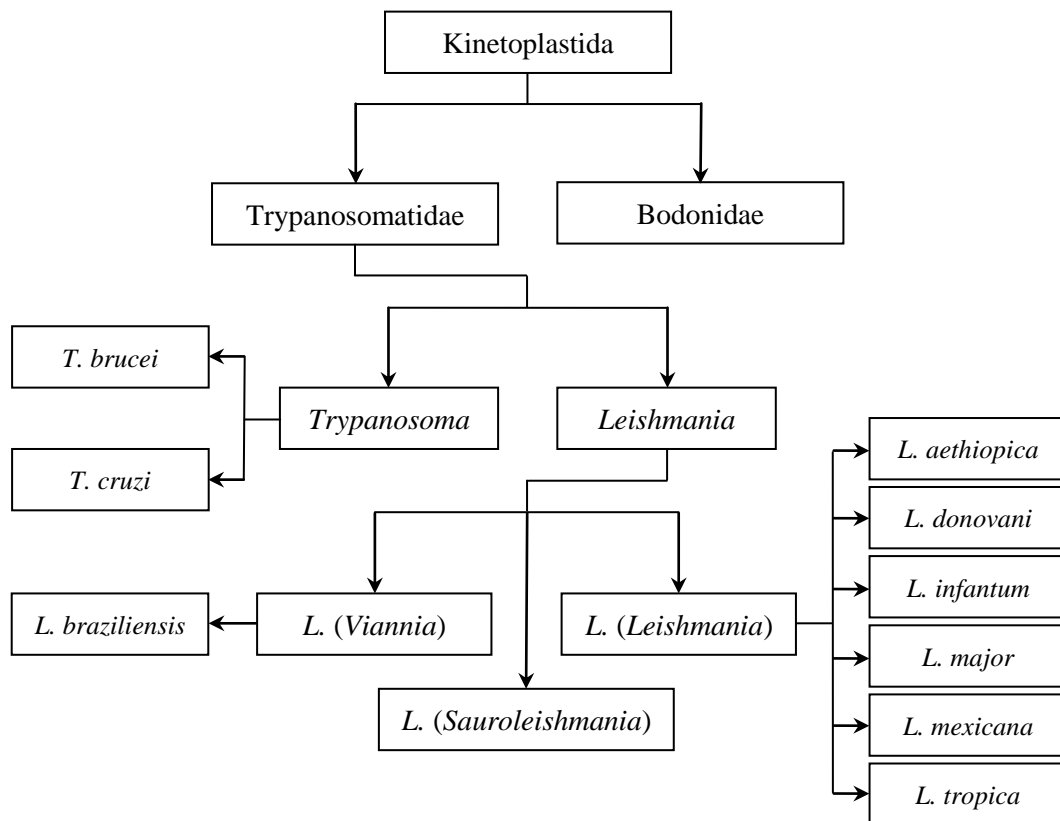 Kinetoplastida
Trypanosomatidae
Bodonidae
T. brucei
Trypanosoma
Leishmania
T. cruzi
L. aethiopica
L. donovani
L. infantum
L. major
L. mexicana
L. tropica
L. braziliensis
L. (Viannia)
L. (Leishmania)
L. (Sauroleishmania)